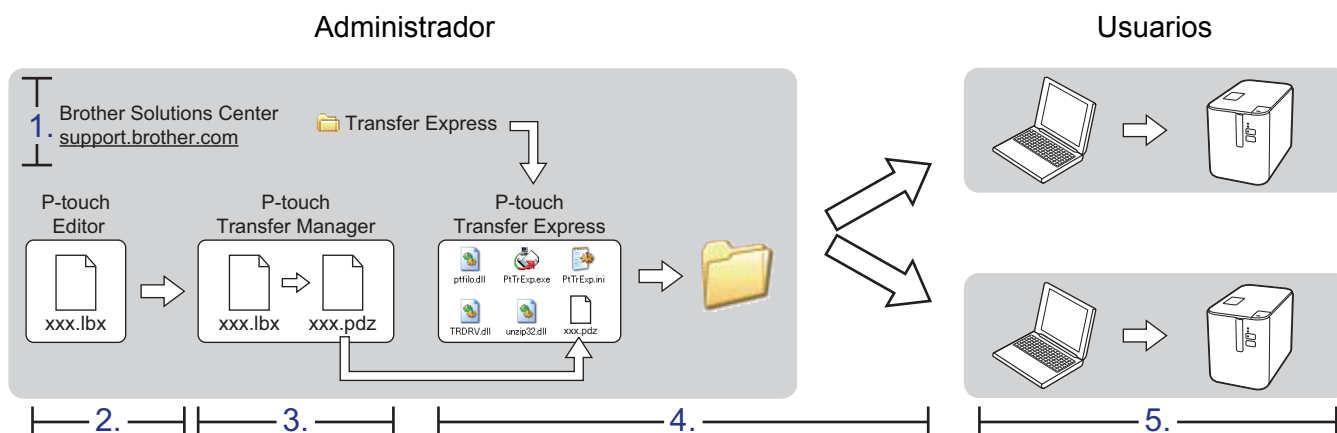 Administrador
Usuarios
1.
Brother Solutions Center
support.brother.com
Transfer Express
P-touch
Editor
xxx.lbx
P-touch
Transfer Manager
xxx.lbx
xxx.pdz
P-touch
Transfer Express
ptfilo.dll
PtTrExp.exe
PtTrExp.ini
TRDRV.dll
unzip32.dll
xxx.pdz
2.
3.
4.
5.